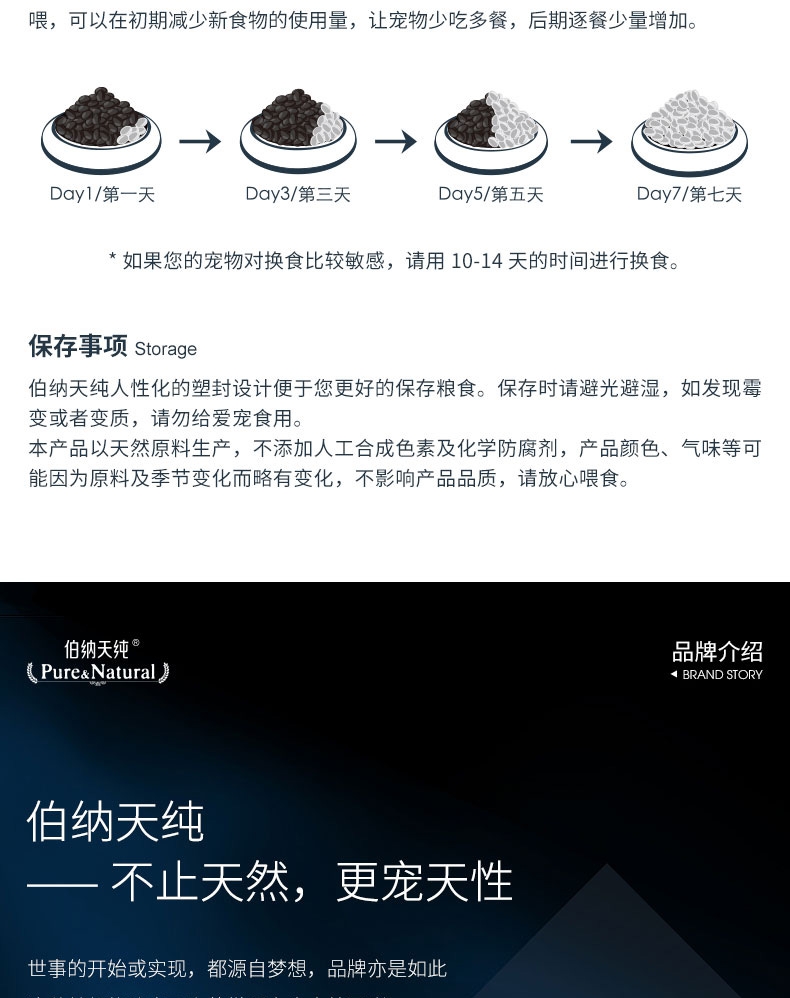 喂，可以在初期减少新食物的使用量，让宠物少吃多餐，后期逐餐少量增加。
Day1/第一天
Day3/第三天
Day5/第五天
Day7/第七天
* 如果您的宠物对换食比较敏感，请用 10-14 天的时间进行换食。
保存事项 Storage
伯纳天纯人性化的塑封设计便于您更好的保存粮食。保存时请避光避湿，如发现霉
变或者变质，请勿给爱宠食用。
本产品以天然原料生产，不添加人工合成色素及化学防腐剂，产品颜色、气味等可
能因为原料及季节变化而略有变化，不影响产品品质，请放心喂食。
伯纳天纯®
Pure&Natural
品牌介绍
BRAND STORY
伯纳天纯
—— 不止天然，更宠天性
世事的开始或实现，都源自梦想，品牌亦是如此